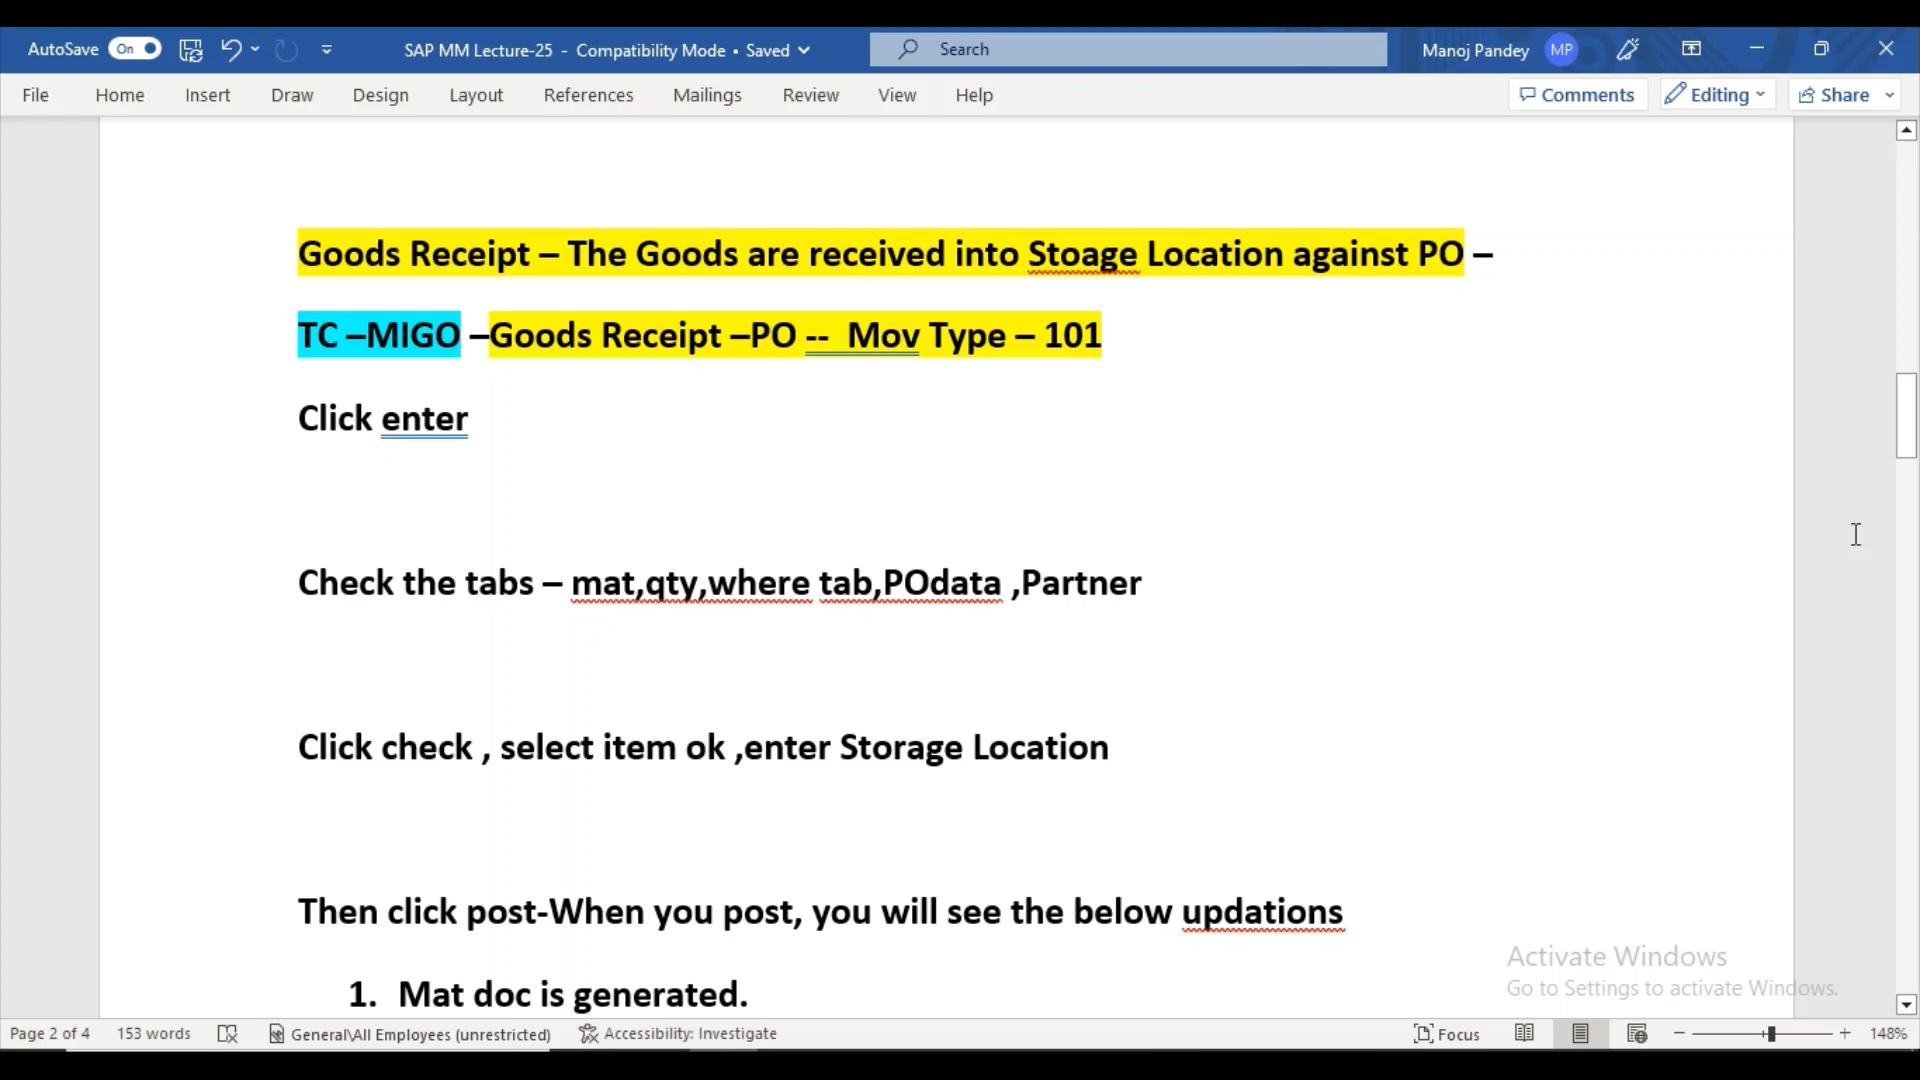 AutoSave On SAP MM Lecture-25 - Compatibility Mode • Saved Search Manoj Pandey MP
File Home Insert Draw Design Layout References Mailings Review View Help Comments Editing Share
Goods Receipt – The Goods are received into Stoage Location against PO –
TC –MIGO –Goods Receipt –PO -- Mov Type – 101
Click enter
Check the tabs – mat,qty,where tab,POdata ,Partner
Click check , select item ok ,enter Storage Location
Then click post-When you post, you will see the below updations
1. Mat doc is generated.
Activate Windows
Go to Settings to activate Windows.
Page 2 of 4 153 words General\All Employees (unrestricted) Accessibility: Investigate Focus 148%